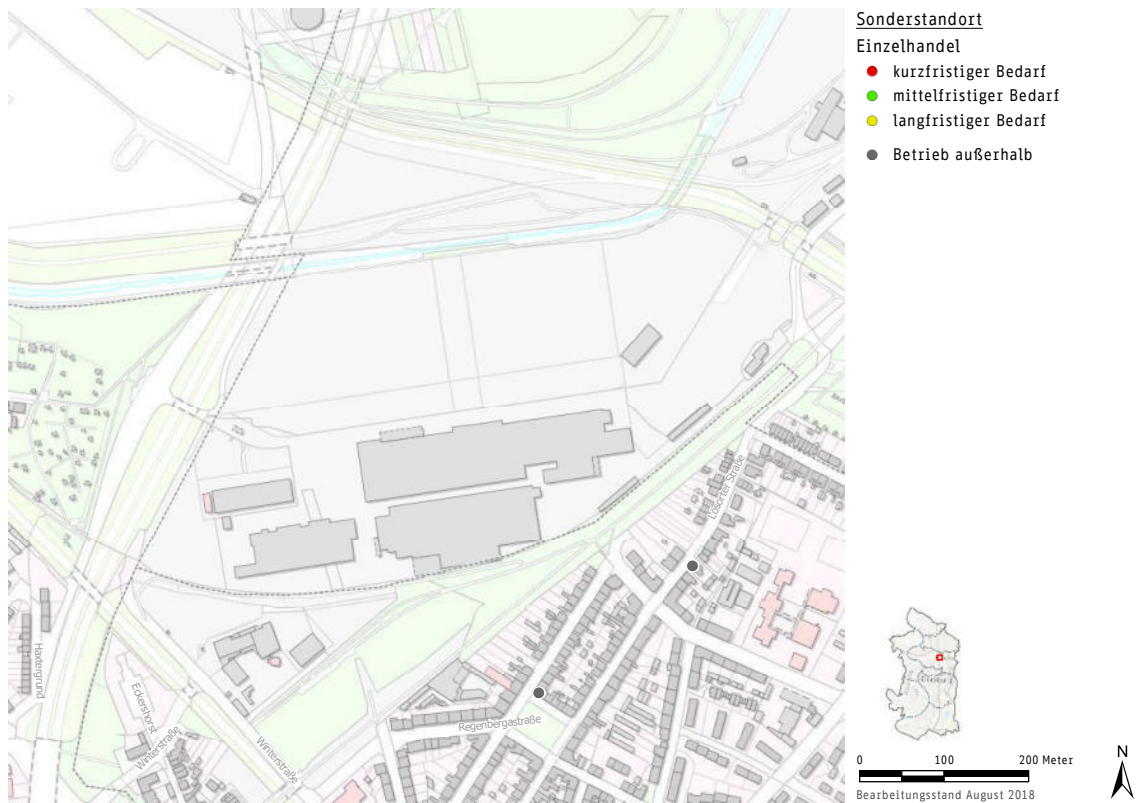 Sonderstandort
Einzelhandel
kurzfristiger Bedarf
mittelfristiger Bedarf
langfristiger Bedarf
Betrieb außerhalb
Lösorter Straße
Haxtergrund
Eckershorst
Winterstraße
Winterstraße
Regenbergastraße
0 100 200 Meter
Bearbeitungsstand August 2018
N